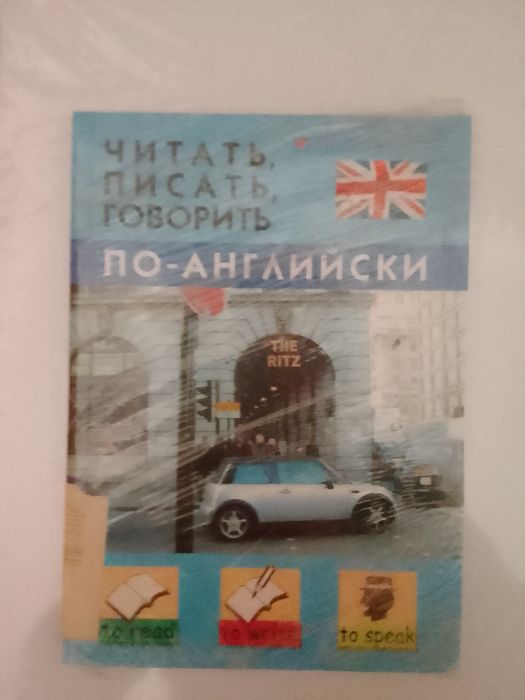 ЧИТАТЬ,
ПИСАТЬ,
ГОВОРИТЬ
ПО-АНГЛИЙСКИ
THE
RITZ
to read
to write
to speak